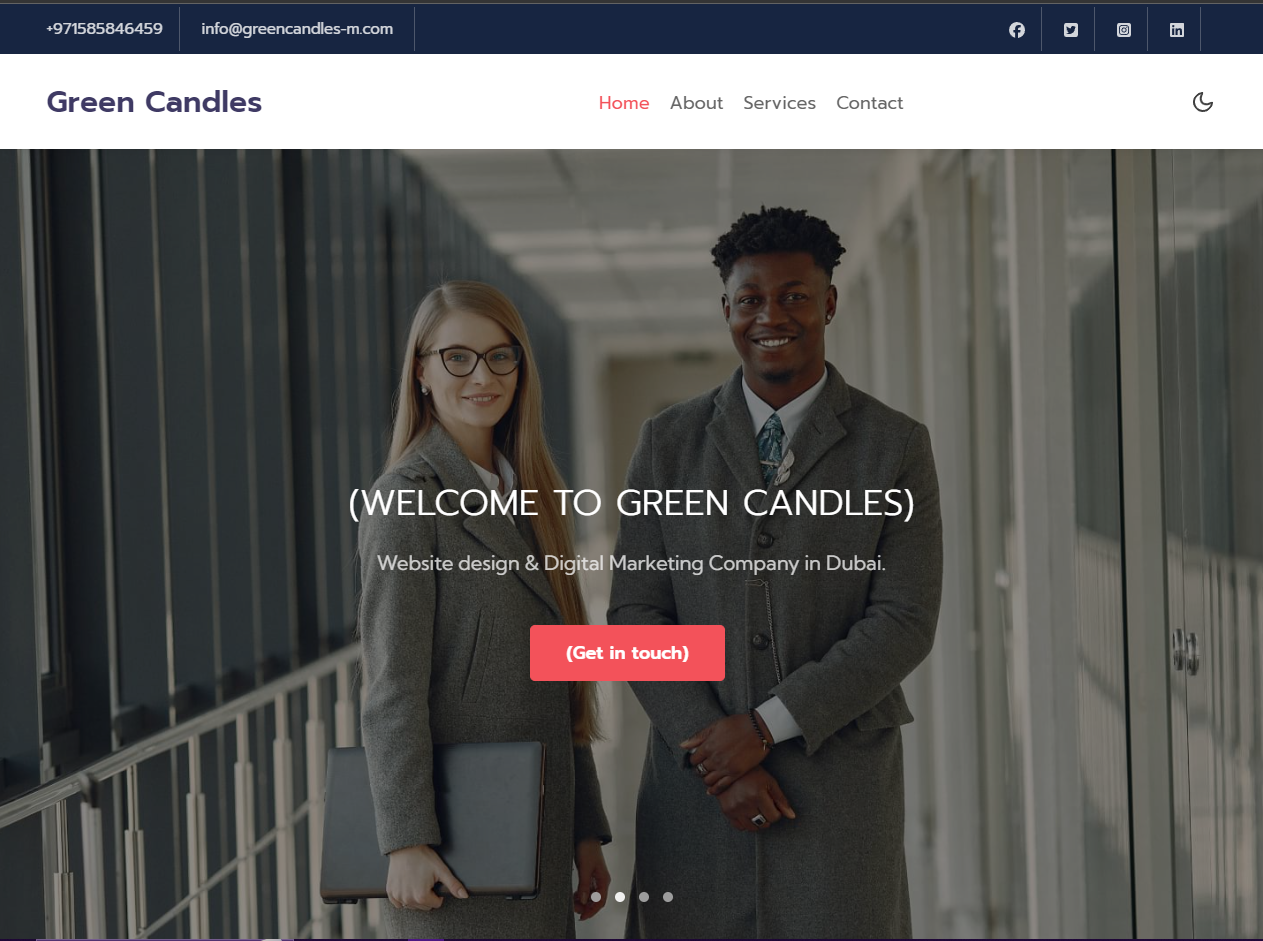 +971585846459 info@greencandles-m.com
Green Candles
Home About Services Contact
(WELCOME TO GREEN CANDLES)
Website design & Digital Marketing Company in Dubai.
(Get in touch)